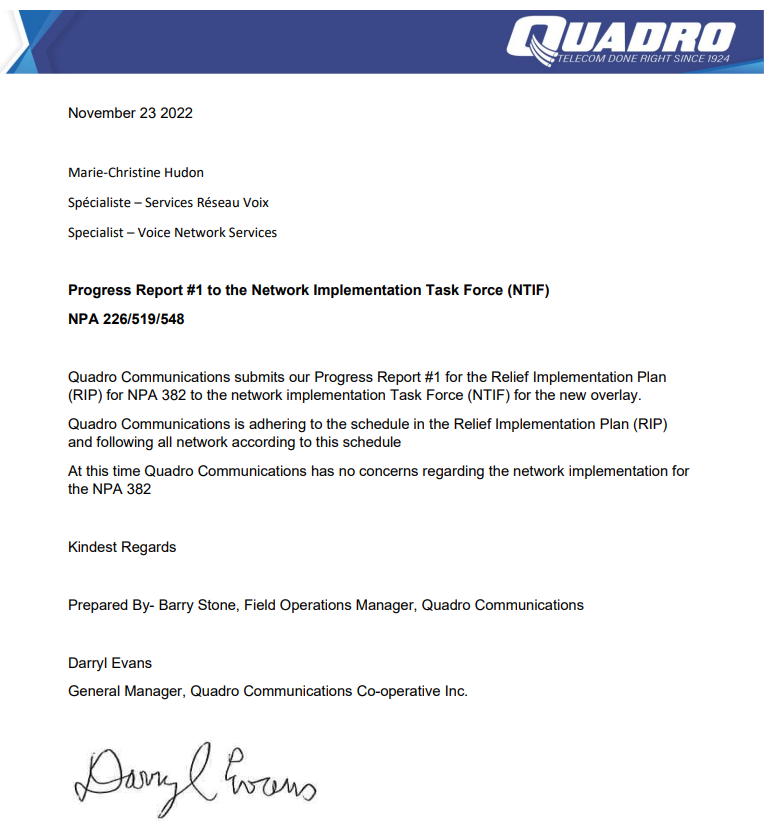 QUADRO
TELECOM DONE RIGHT SINCE 1924
November 23 2022
Marie-Christine Hudon
Spécialiste – Services Réseau Voix
Specialist – Voice Network Services
Progress Report #1 to the Network Implementation Task Force (NTIF)
NPA 226/519/548
Quadro Communications submits our Progress Report #1 for the Relief Implementation Plan
(RIP) for NPA 382 to the network implementation Task Force (NTIF) for the new overlay.
Quadro Communications is adhering to the schedule in the Relief Implementation Plan (RIP)
and following all network according to this schedule
At this time Quadro Communications has no concerns regarding the network implementation for
the NPA 382
Kindest Regards
Prepared By- Barry Stone, Field Operations Manager, Quadro Communications
Darryl Evans
General Manager, Quadro Communications Co-operative Inc.
Darryl Evans